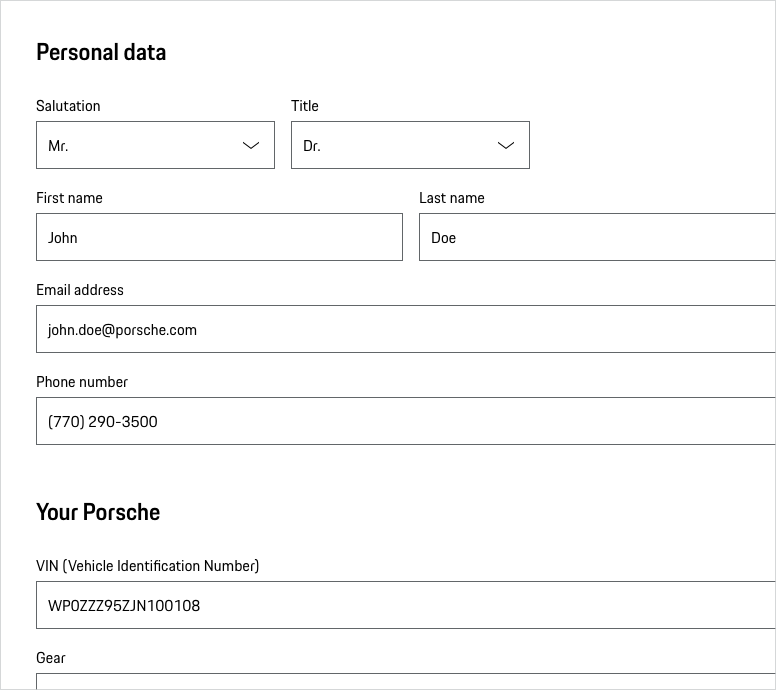 Personal data
Salutation Title
Mr. Dr.
First name Last name
John Doe
Email address
john.doe@porsche.com
Phone number
(770) 290-3500
Your Porsche
VIN (Vehicle Identification Number)
WP0ZZZ95ZJN100108
Gear